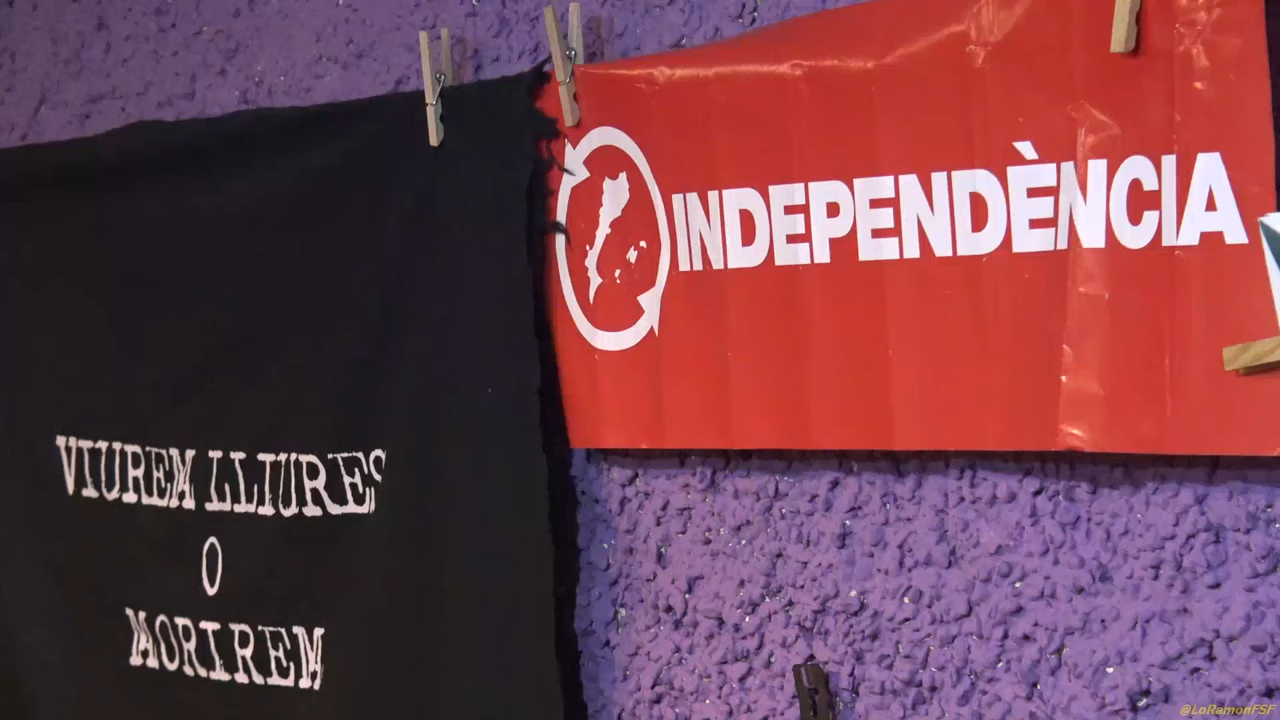 VIUREM LLIURES
O
MORIREM
INDEPENDÈNCIA
@LoRamonFSF